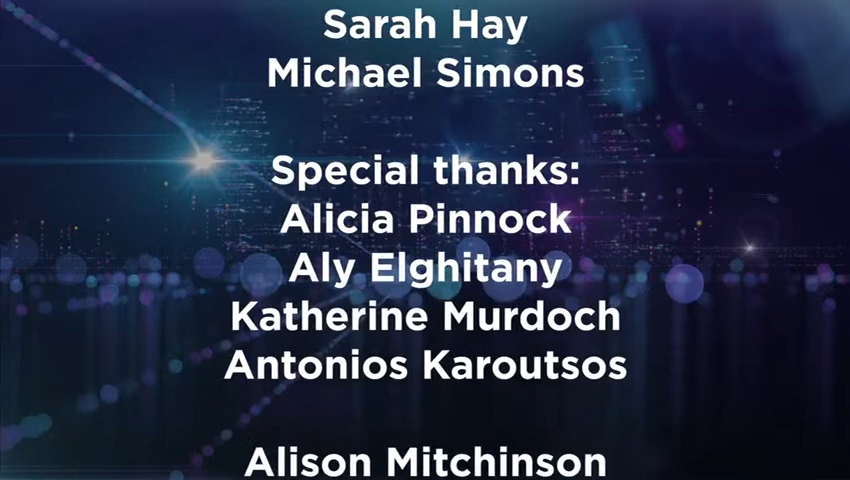 Sarah Hay
Michael Simons
Special thanks:
Alicia Pinnock
Aly Elghitany
Katherine Murdoch
Antonios Karoutsos
Alison Mitchinson